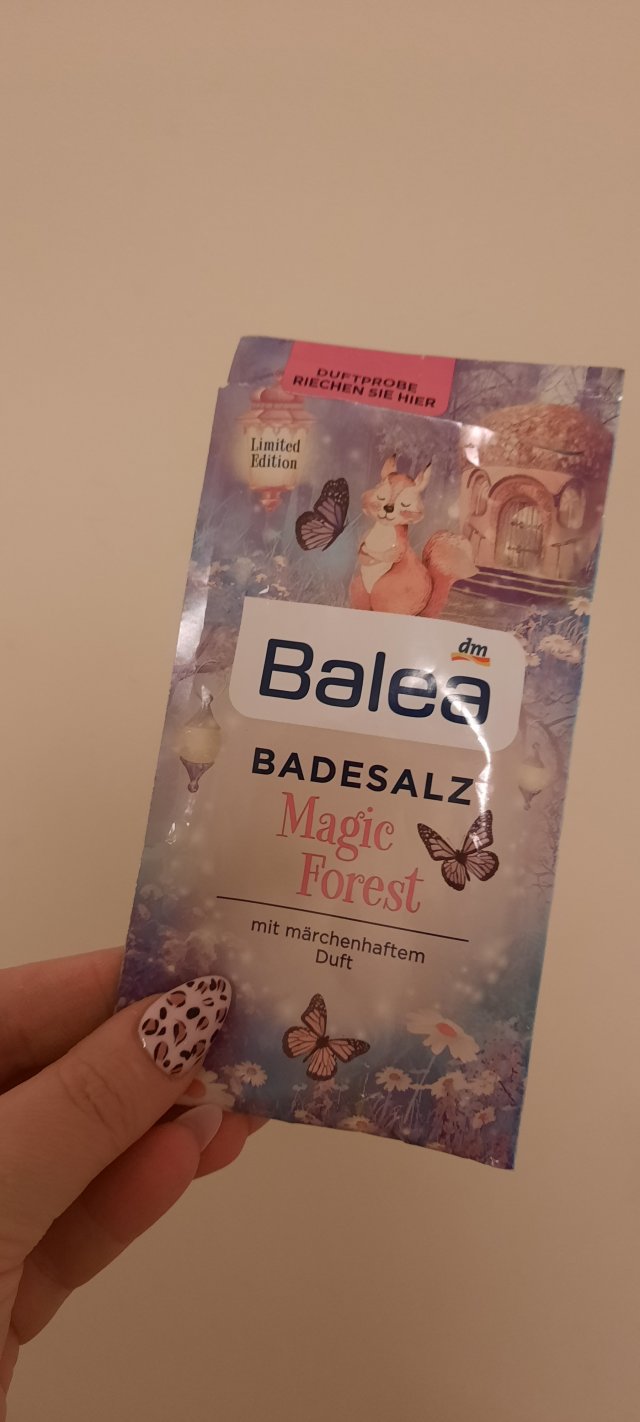 DUFTPROBE
RIECHEN SIE HIER
Limited
Edition
dm
Balea
BADESALZ
Magic
Forest
mit märchenhaftem
Duft